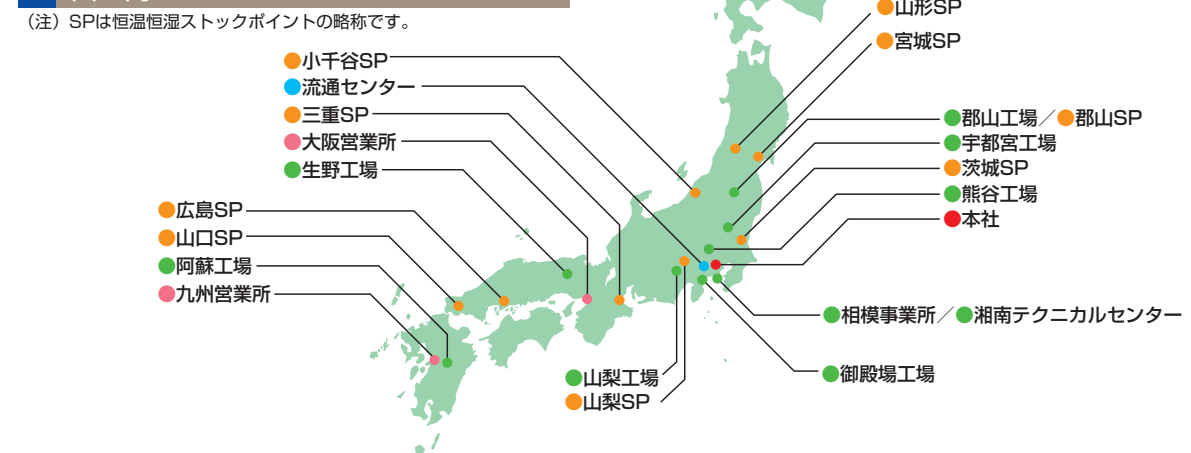 (注)SPは恒温恒湿ストックポイントの略称です。
●山形SP
●宮城SP
●小千谷SP
●流通センター
●三重SP
●大阪営業所
●生野工場
●広島SP
●山口SP
●阿蘇工場
●九州営業所
●郡山工場/●郡山SP
●宇都宮工場
●茨城SP
●熊谷工場
●本社
●相模事業所/●湘南テクニカルセンター
●御殿場工場
●山梨工場
●山梨SP